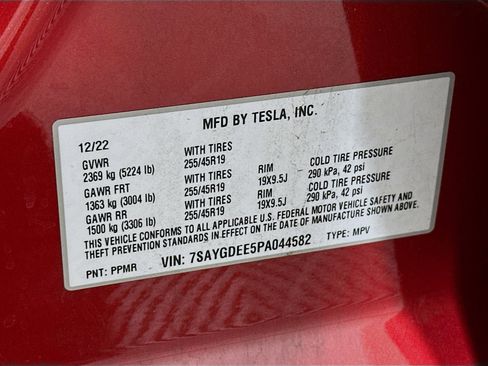 MFD BY TESLA, INC.
12/22
GVWR WITH TIRES
2369 kg (5224 lb) 255/45R19 RIM COLD TIRE PRESSURE
GAWR FRT WITH TIRES 19X9.5J 290 kPa, 42 psi
1363 kg (3004 lb) 255/45R19 RIM COLD TIRE PRESSURE
GAWR RR WITH TIRES 19X9.5J 290 kPa, 42 psi
1500 kg (3306 lb) 255/45R19
THIS VEHICLE CONFORMS TO ALL APPLICABLE U.S. FEDERAL MOTOR VEHICLE SAFETY AND
THEFT PREVENTION STANDARDS IN EFFECT ON THE DATE OF MANUFACTURE SHOWN ABOVE.
PNT: PPMR VIN: 7SAYGDEE5PA044582 TYPE: MPV